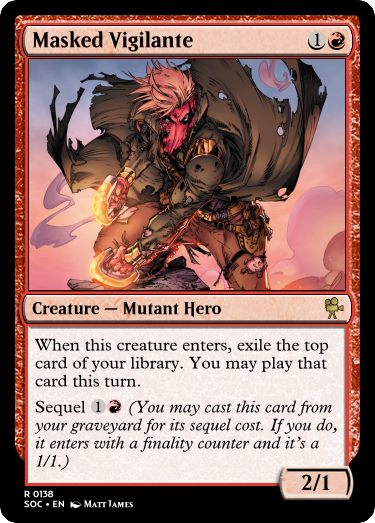 Masked Vigilante 1
Creature — Mutant Hero
When this creature enters, exile the top
card of your library. You may play that
card this turn.
Sequel 1 (You may cast this card from
your graveyard for its sequel cost. If you do,
it enters with a finality counter and it's a
1/1.)
2/1
R 0138
SOC • EN Matt James